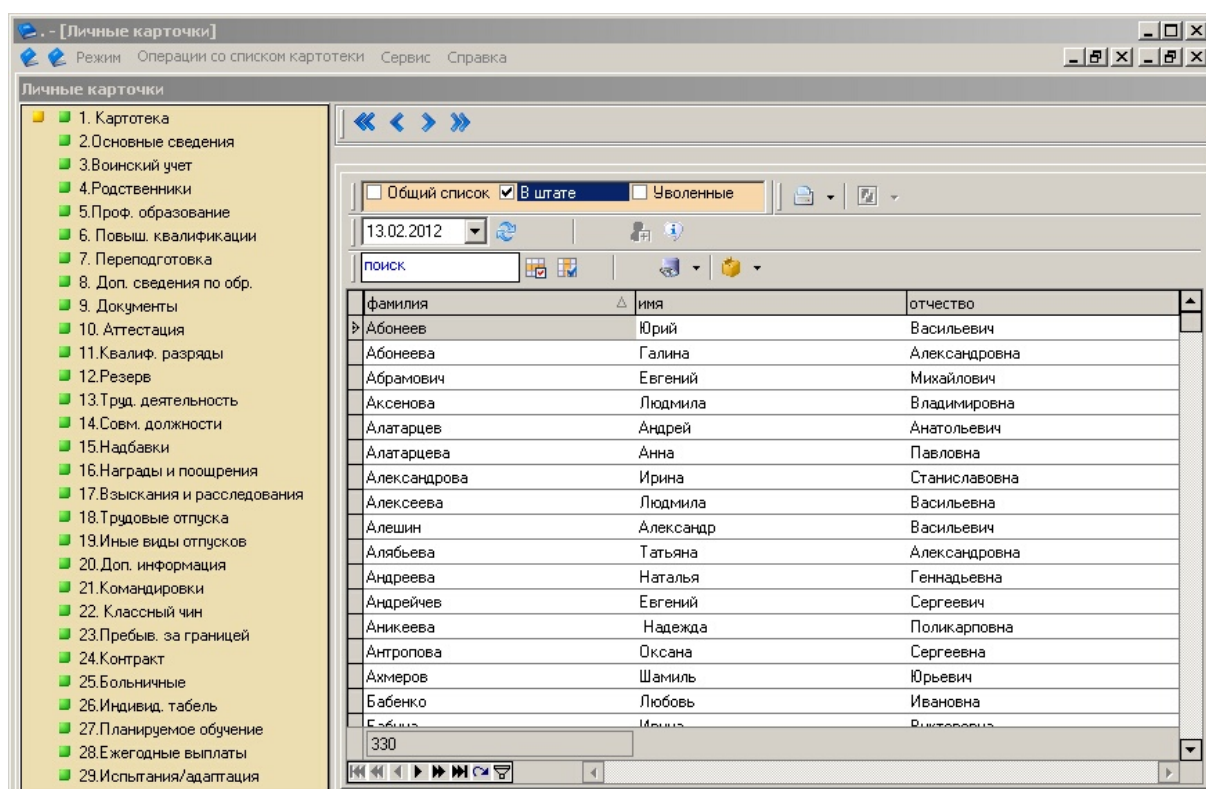 . - [Личные карточки]
Режим Операции со списком картотеки Сервис Справка
Личные карточки
1. Картотека
2.Основные сведения
3.Воинский учет
4.Родственники
5.Проф. образование
6. Повыш. квалификации
7. Переподготовка
8. Доп. сведения по обр.
9. Документы
10. Аттестация
11.Квалиф. разряды
12.Резерв
13.Труд. деятельность
14.Совм. должности
15.Надбавки
16.Награды и поощрения
17.Взыскания и расследования
18.Трудовые отпуска
19.Иные виды отпусков
20.Доп. информация
21.Командировки
22. Классный чин
23.Пребыв. за границей
24.Контракт
25.Больничные
26.Индивид. табель
27.Планируемое обучение
28.Ежегодные выплаты
29.Испытания/адаптация
Общий список В штате Уволенные
13.02.2012
поиск
фамилия имя отчество
Абонеев Юрий Васильевич
Абонеева Галина Александровна
Абрамович Евгений Михайлович
Аксенова Людмила Владимировна
Алатарцев Андрей Анатольевич
Алатарцева Анна Павловна
Александрова Ирина Станиславовна
Алексеева Людмила Васильевна
Алешин Александр Васильевич
Алябьева Татьяна Александровна
Андреева Наталья Геннадьевна
Андрейчев Евгений Сергеевич
Аникеева Надежда Поликарповна
Антропова Оксана Сергеевна
Ахмеров Шамиль Юрьевич
Бабенко Любовь Ивановна
330